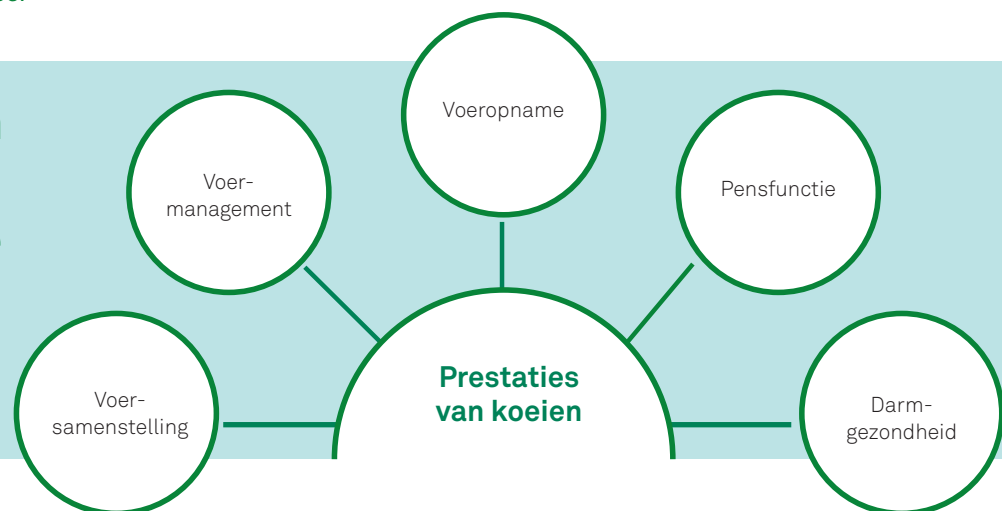 Voeropname
Voer-
management
Pensfunctie
Prestaties
van koeien
Voer-
samenstelling
Darm-
gezondheid